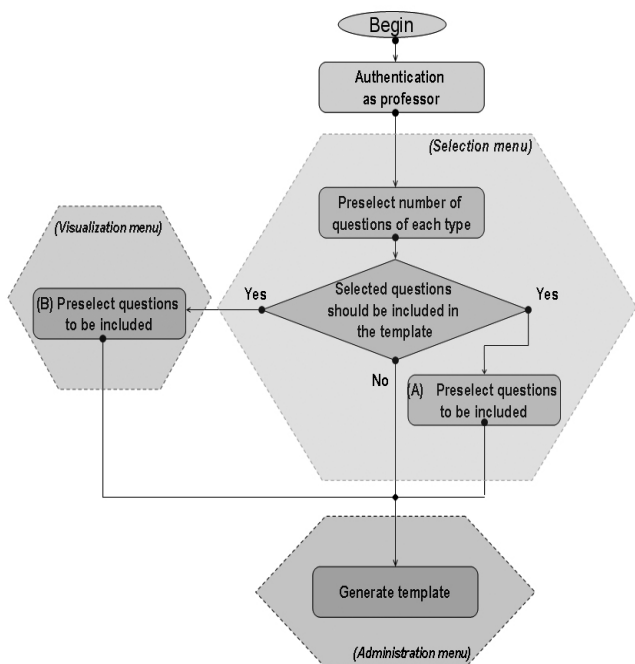 Begin
Authentication
as professor
(Selection menu)
Preselect number of
questions of each type
(Visualization menu)
(B) Preselect questions
to be included
Yes
Selected questions
should be included in
the template
Yes
No
(A) Preselect questions
to be included
Generate template
(Administration menu)